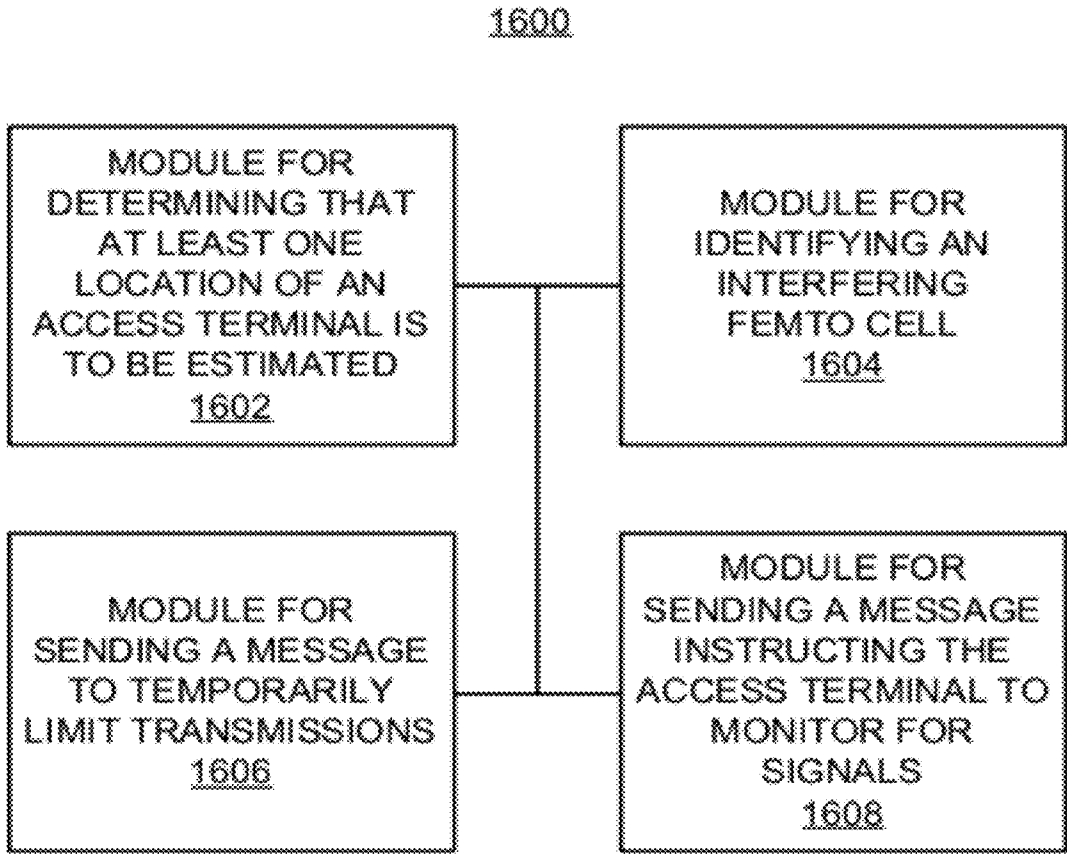 1600
MODULE FOR
DETERMINING THAT
AT LEAST ONE
LOCATION OF AN
ACCESS TERMINAL IS
TO BE ESTIMATED
1602
MODULE FOR
IDENTIFYING AN
INTERFERING
FEMTO CELL
1604
MODULE FOR
SENDING A MESSAGE
TO TEMPORARILY
LIMIT TRANSMISSIONS
1606
MODULE FOR
SENDING A MESSAGE
INSTRUCTING THE
ACCESS TERMINAL TO
MONITOR FOR
SIGNALS
1608